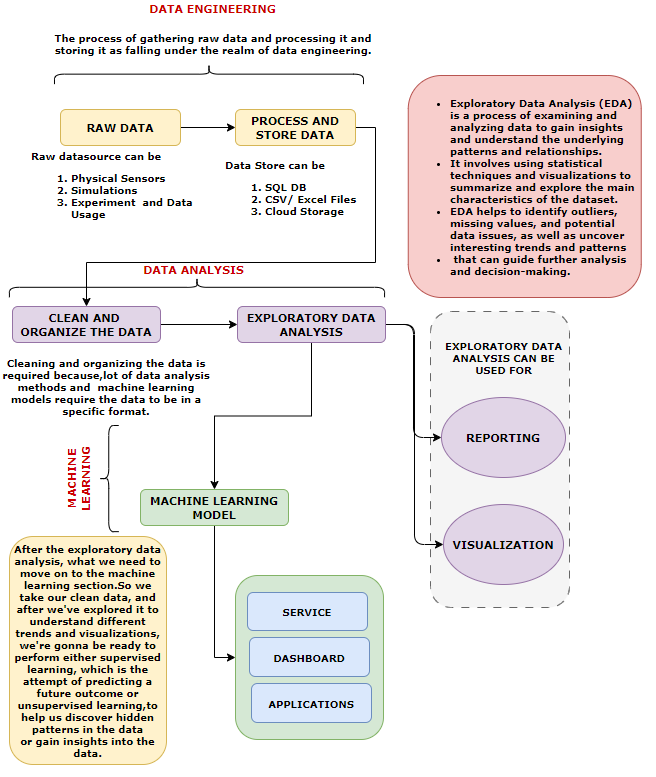 DATA ENGINEERING
The process of gathering raw data and processing it and
storing it as falling under the realm of data engineering.
RAW DATA
PROCESS AND
STORE DATA
Raw datasource can be
1. Physical Sensors
2. Simulations
3. Experiment and Data
Usage
Data Store can be
1. SQL DB
2. CSV/ Excel Files
3. Cloud Storage
• Exploratory Data Analysis (EDA)
is a process of examining and
analyzing data to gain insights
and understand the underlying
patterns and relationships.
• It involves using statistical
techniques and visualizations to
summarize and explore the main
characteristics of the dataset.
• EDA helps to identify outliers,
missing values, and potential
data issues, as well as uncover
interesting trends and patterns
• that can guide further analysis
and decision-making.
DATA ANALYSIS
CLEAN AND
ORGANIZE THE DATA
EXPLORATORY DATA
ANALYSIS
Cleaning and organizing the data is
required because,lot of data analysis
methods and machine learning
models require the data to be in a
specific format.
EXPLORATORY DATA
ANALYSIS CAN BE
USED FOR
REPORTING
VISUALIZATION
MACHINE
LEARNING
MACHINE LEARNING
MODEL
After the exploratory data
analysis, what we need to
move on to the machine
learning section.So we
take our clean data, and
after we've explored it to
understand different
trends and visualizations,
we're gonna be ready to
perform either supervised
learning, which is the
attempt of predicting a
future outcome or
unsupervised learning,to
help us discover hidden
patterns in the data
or gain insights into the
data.
SERVICE
DASHBOARD
APPLICATIONS